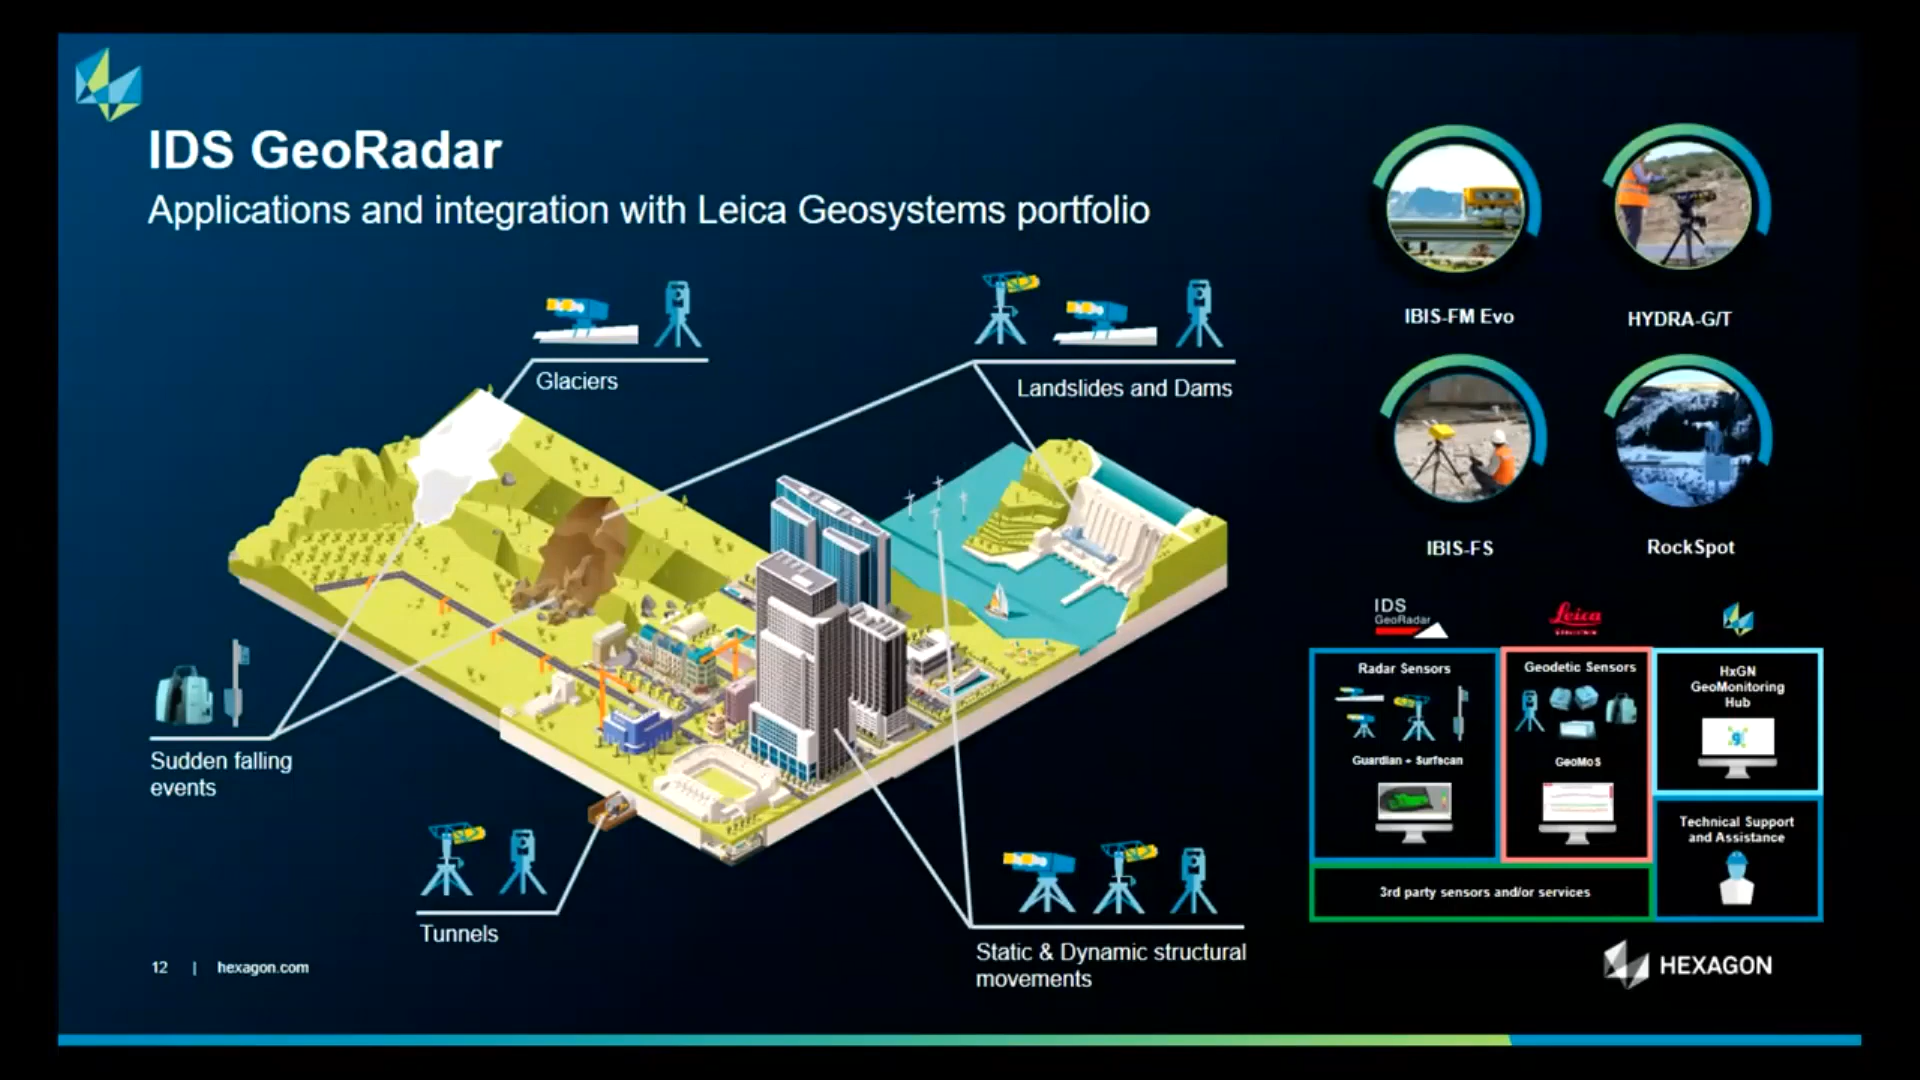 IDS GeoRadar
Applications and integration with Leica Geosystems portfolio
Glaciers
Landslides and Dams
Sudden falling
events
Tunnels
Static & Dynamic structural
movements
IBIS-FM Evo
HYDRA-G/T
IBIS-FS
RockSpot
IDS
GeoRadar
Leica
Radar Sensors
Guardian + Surfscan
Geodetic Sensors
GeoMoS
HxGN
GeoMonitoring
Hub
Technical Support
and Assistance
3rd party sensors and/or services
12 | hexagon.com
HEXAGON